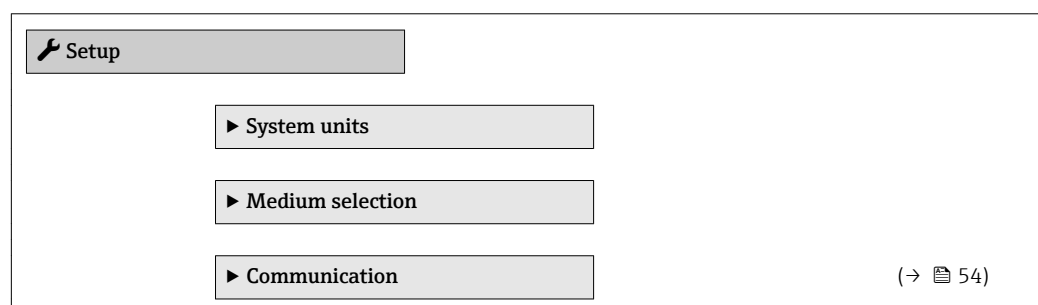 Setup
► System units
► Medium selection
► Communication (→ 54)